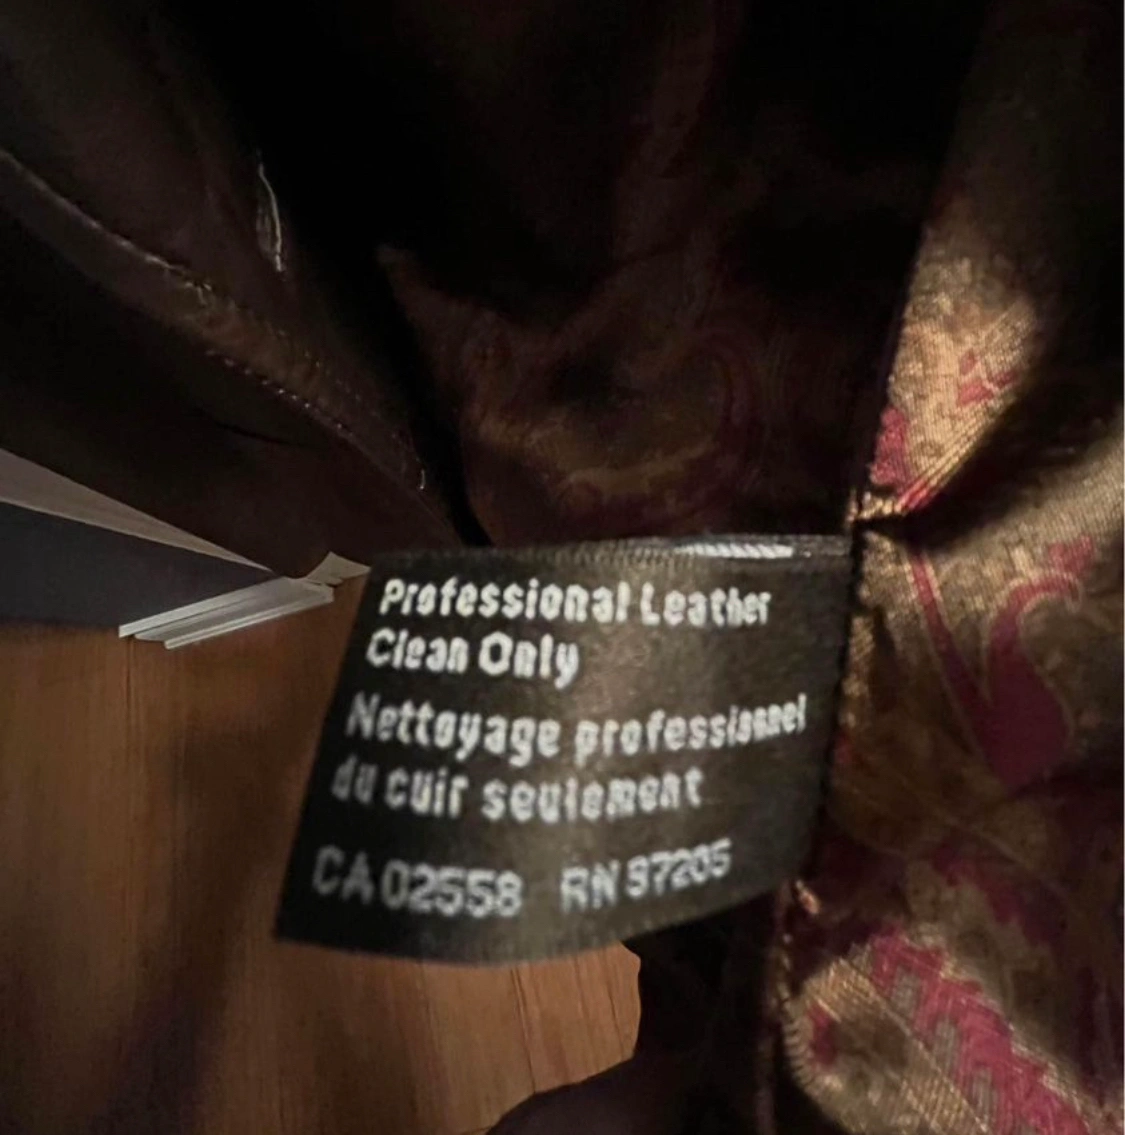 Professional Leather
Clean Only
Nettoyage professionnel
du cuir seulement
CA 02558 RN 97205